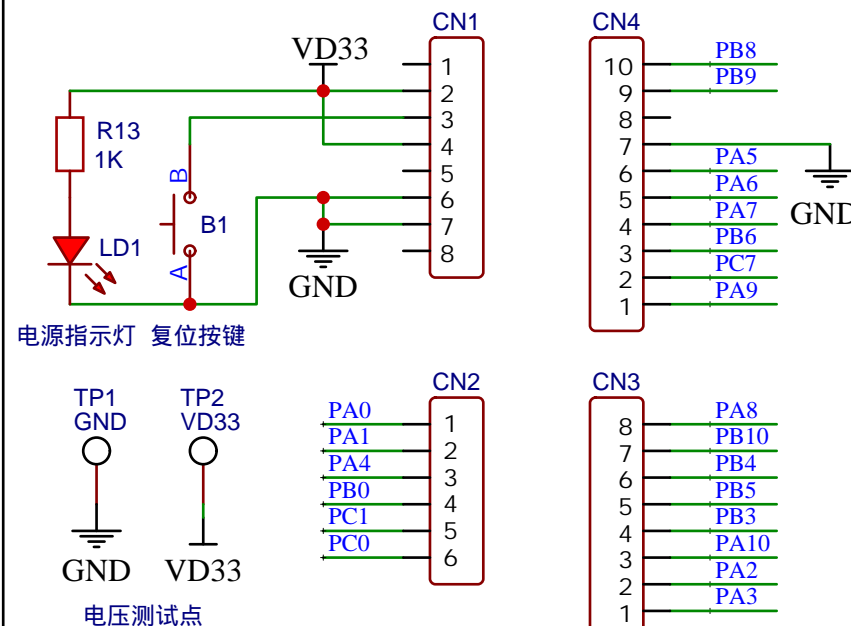 CN1
VD33
1
2
3
4
5
6
7
8
R13
1K
B
B1
A
LD1
GND
电源指示灯 复位按键
CN4
10 PB8
9 PB9
8
7
6 PA5
5 PA6
4 PA7
3 PB6
2 PC7
1 PA9
GND
TP1
GND
TP2
VD33
GND
VD33
电压测试点
CN2
PA0 1
PA1 2
PA4 3
PB0 4
PC1 5
PC0 6
CN3
8 PA8
7 PB10
6 PB4
5 PB5
4 PB3
3 PA10
2 PA2
1 PA3